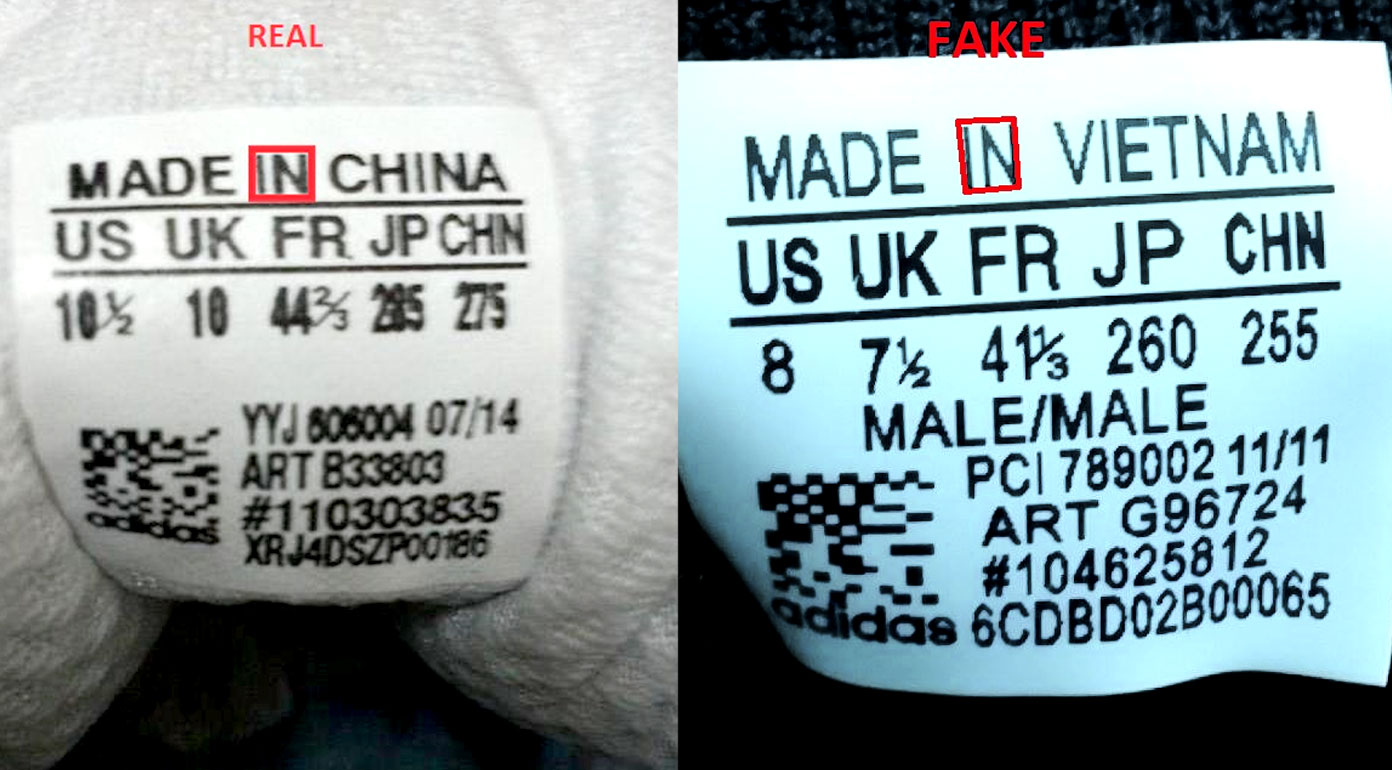 REAL
MADE IN CHINA
US UK FR JP CHN
10½ 10 44⅔ 285 275
YYJ 606004 07/14
ART B33803
#110303835
adidas XRJ4DSZP00186
FAKE
MADE IN VIETNAM
US UK FR JP CHN
8 7½ 41⅓ 260 255
MALE/MALE
PCI 789002 11/11
ART G96724
#104625812
adidas 6CDBD02B00065